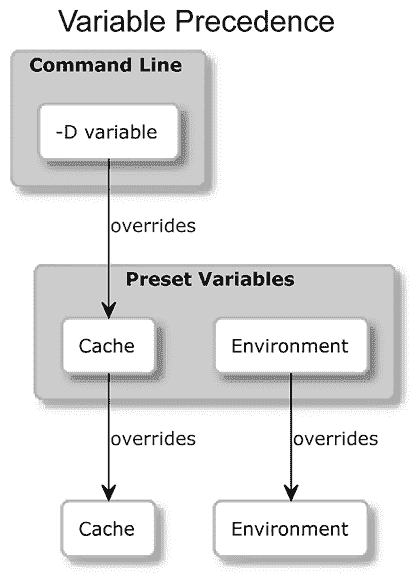 Variable Precedence
Command Line
-D variable
overrides
Preset Variables
Cache
Environment
overrides
overrides
Cache
Environment